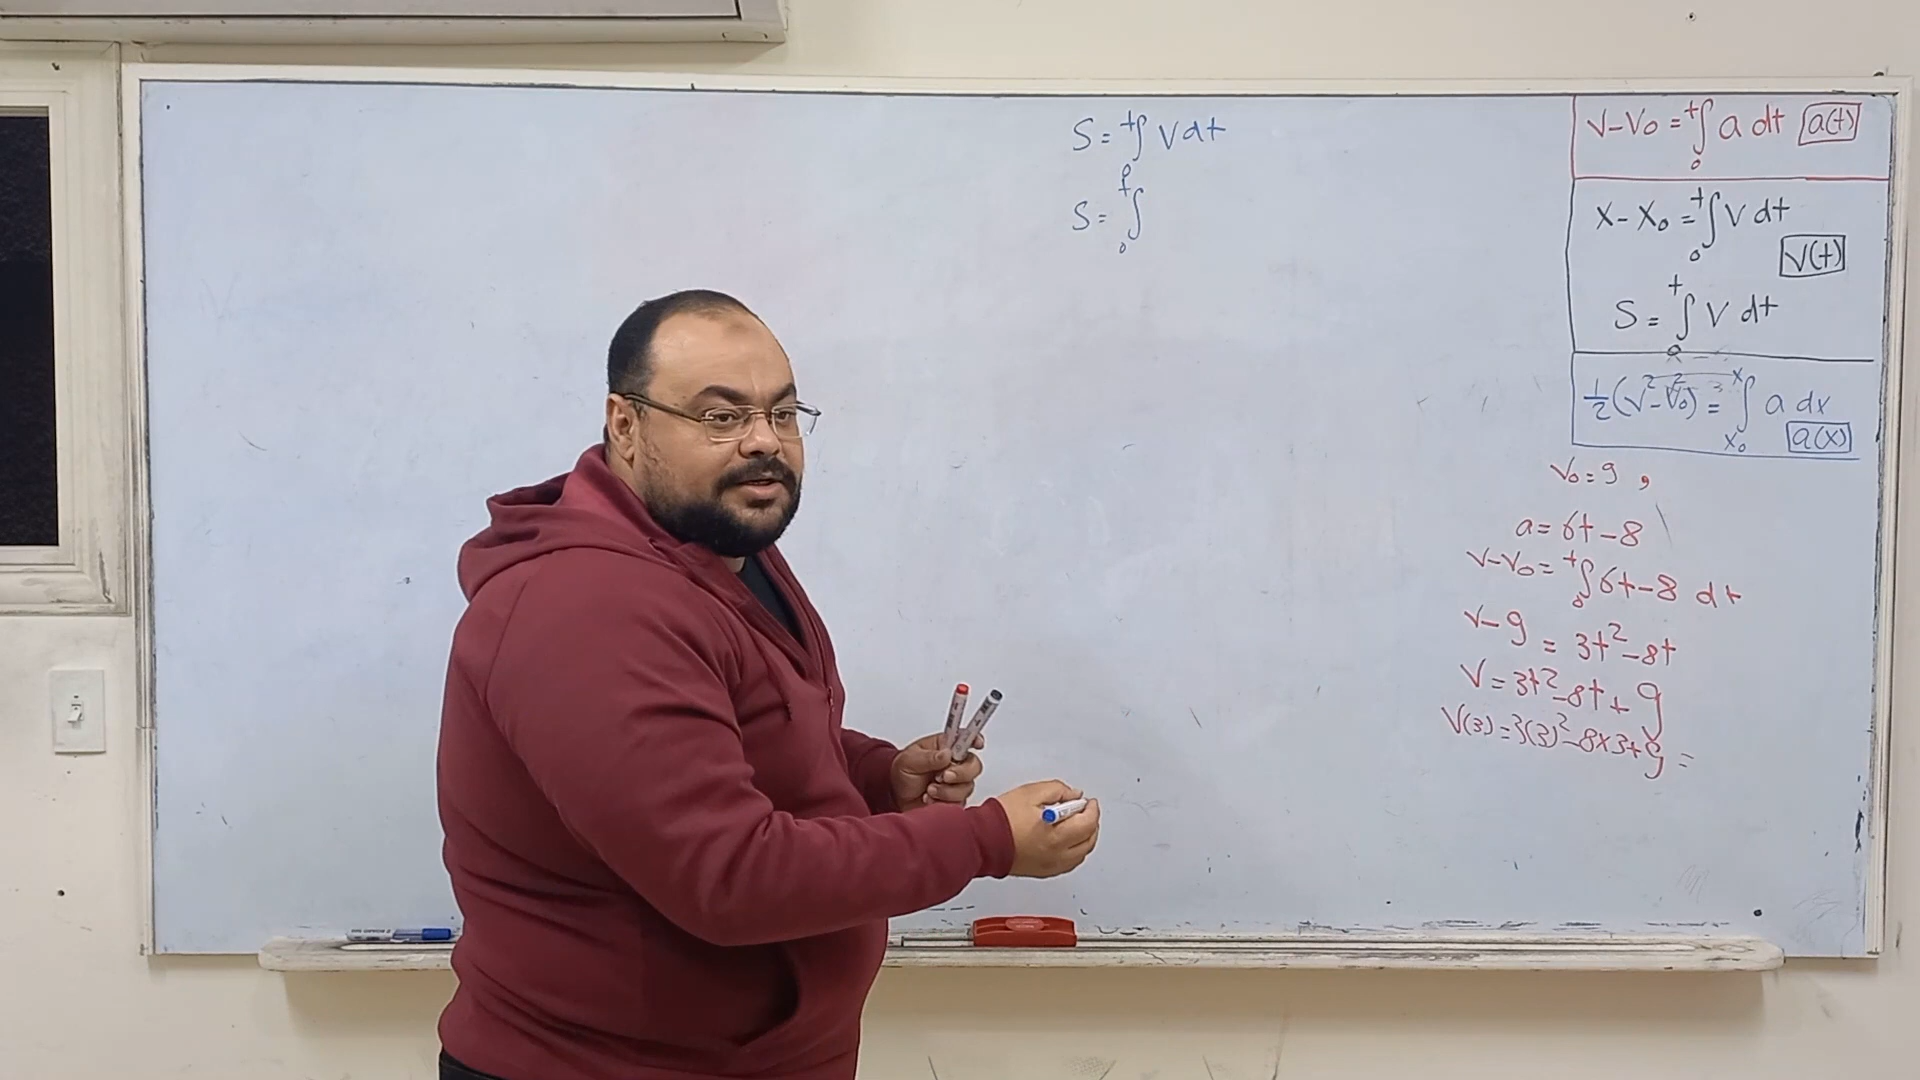 S = ∫₀ᵗ V dt
S = ∫₀ᵗ
V - V₀ = ∫₀ᵗ a dt a(t)
X - X₀ = ∫₀ᵗ V dt
V(t)
S = ∫₀ᵗ V dt
½(V² - V₀²) = ∫ₓ₀ˣ a dx
a(x)
V₀ = 9 ,
a = 6t - 8
V - V₀ = ∫₀ᵗ 6t - 8 dt
V - 9 = 3t² - 8t
V = 3t² - 8t + 9
V(3) = 3(3)² - 8×3 + 9 =